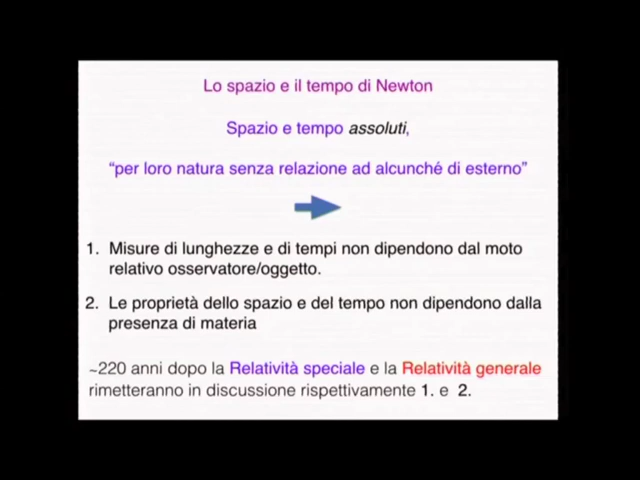 Lo spazio e il tempo di Newton
Spazio e tempo assoluti,
“per loro natura senza relazione ad alcunché di esterno”
1. Misure di lunghezze e di tempi non dipendono dal moto
relativo osservatore/oggetto.
2. Le proprietà dello spazio e del tempo non dipendono dalla
presenza di materia
~220 anni dopo la Relatività speciale e la Relatività generale
rimetteranno in discussione rispettivamente 1. e 2.